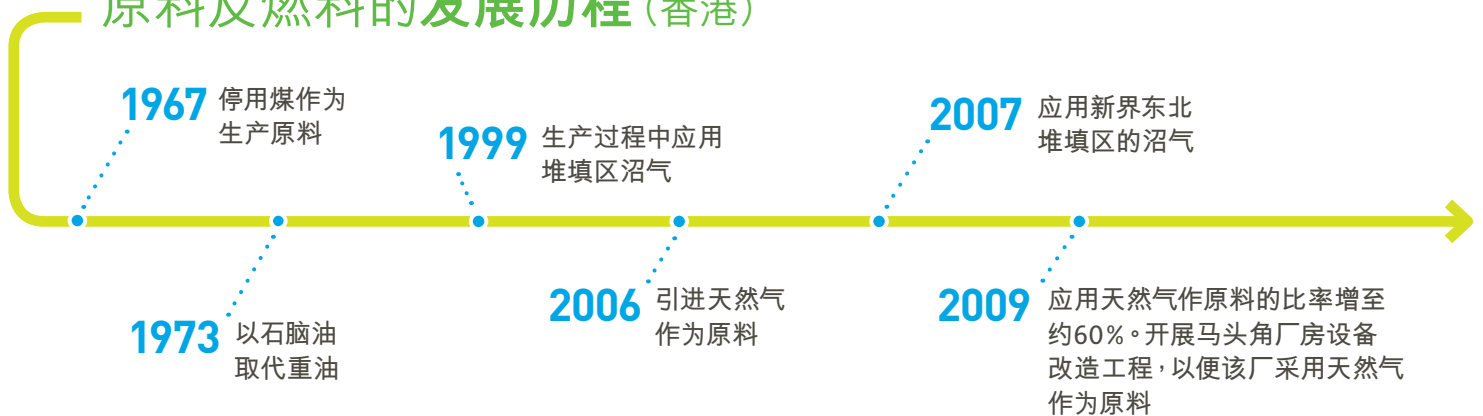 原料及燃料的发展历程(香港)
1967 停用煤作为
生产原料
1973 以石脑油
取代重油
1999 生产过程中应用
堆填区沼气
2006 引进天然气
作为原料
2007 应用新界东北
堆填区的沼气
2009 应用天然气作原料的比率增至
约60%。开展马头角厂房设备
改造工程,以便该厂采用天然气
作为原料